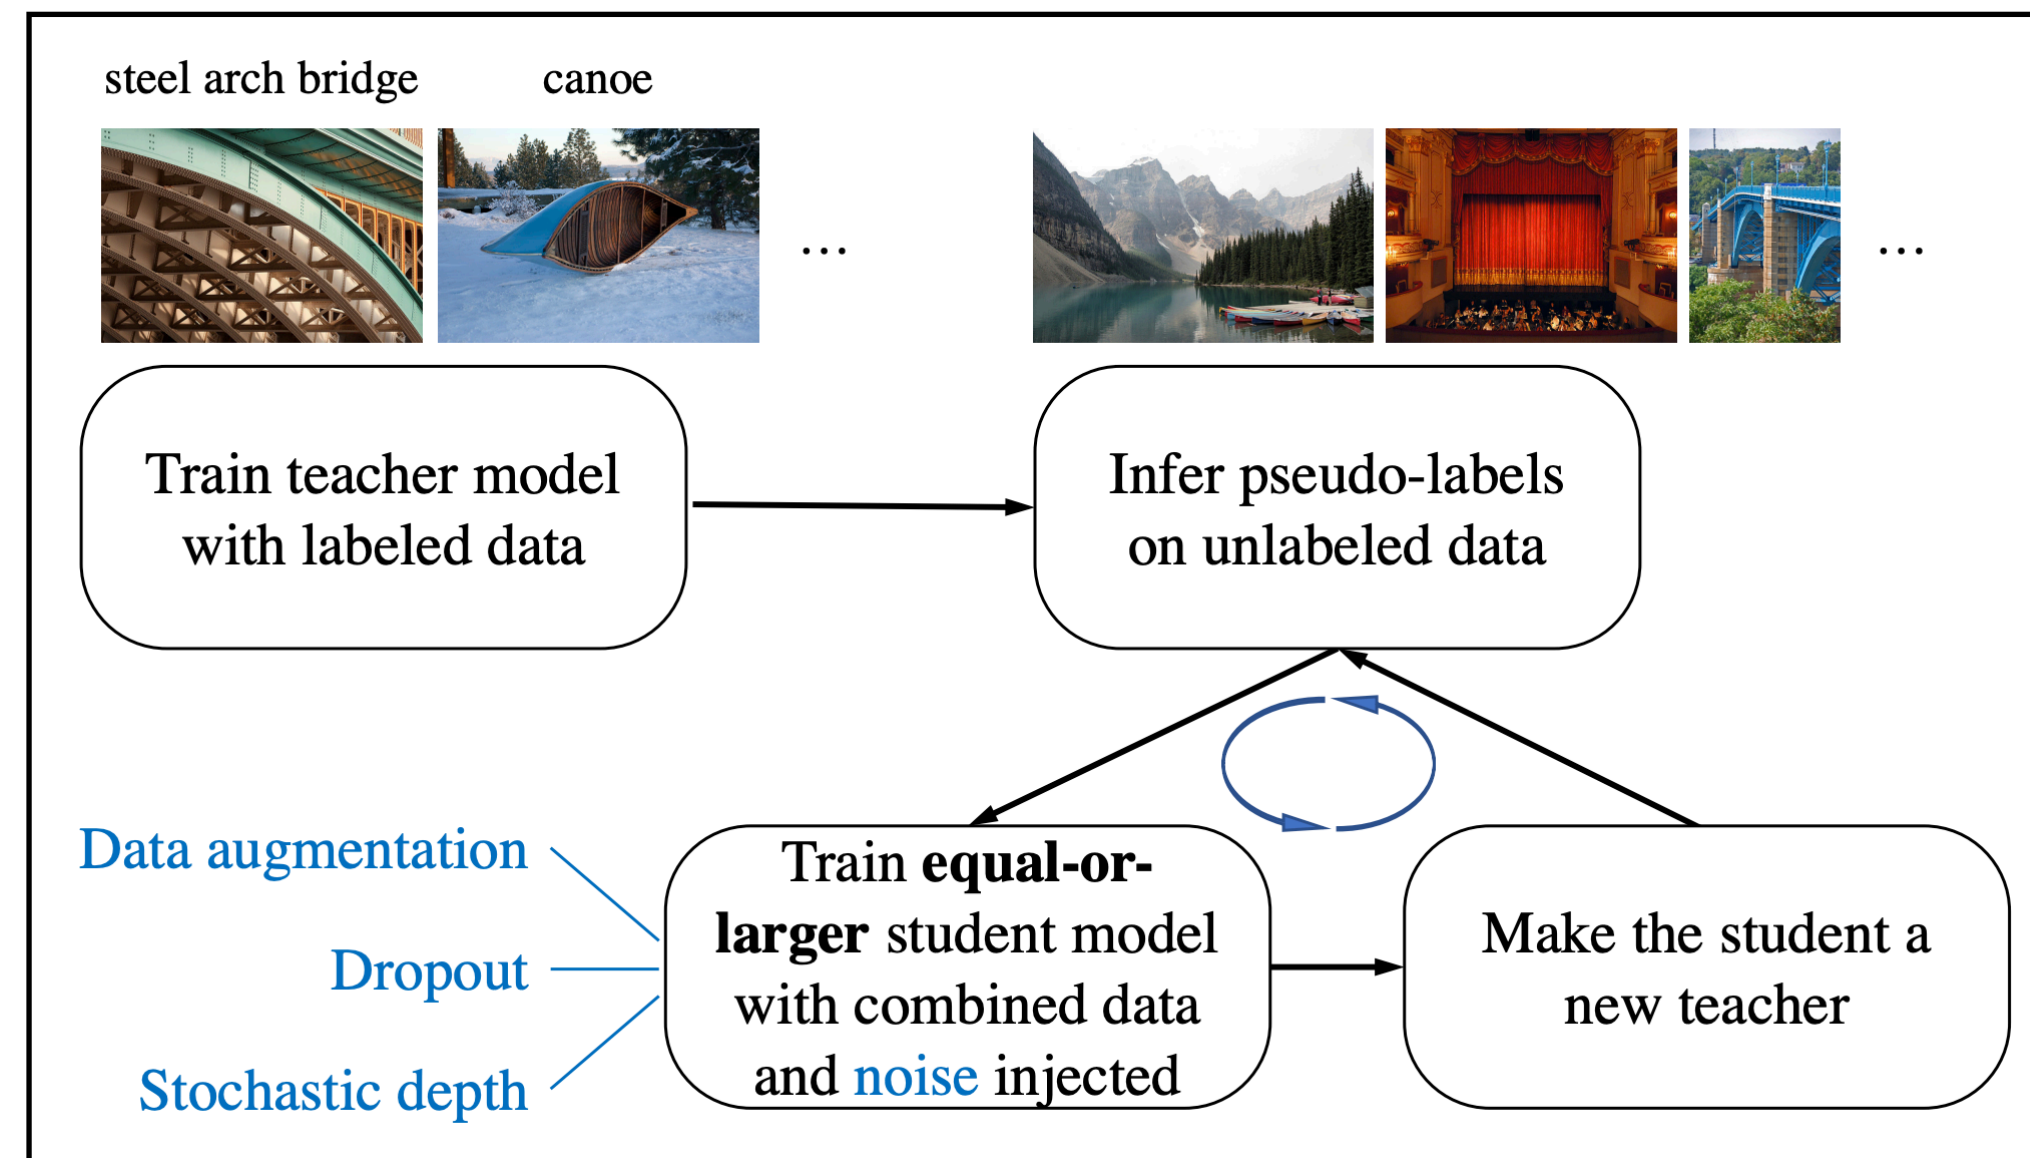 steel arch bridge
canoe
...
...
Train teacher model
with labeled data
Infer pseudo-labels
on unlabeled data
Data augmentation
Dropout
Stochastic depth
Train equal-or-
larger student model
with combined data
and noise injected
Make the student a
new teacher